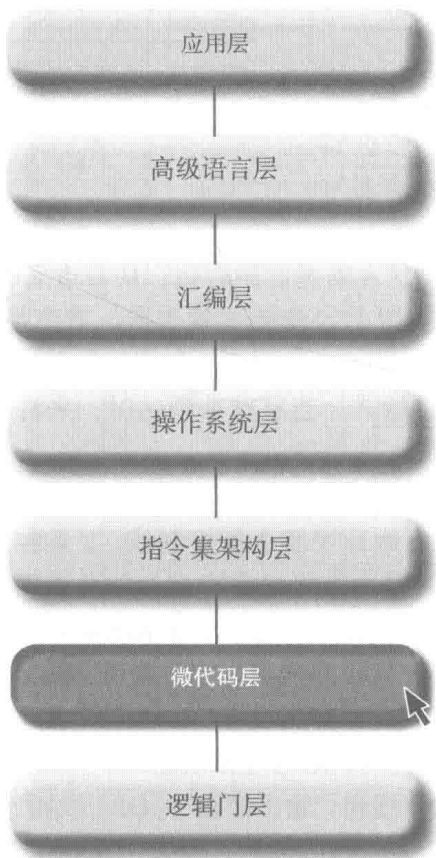 应用层
高级语言层
汇编层
操作系统层
指令集架构层
微代码层
逻辑门层